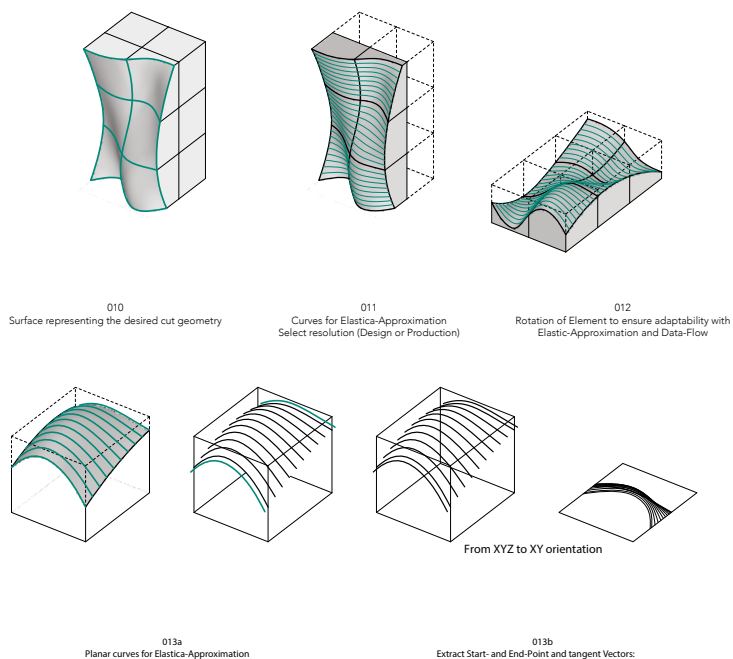 010
Surface representing the desired cut geometry
011
Curves for Elastica-Approximation
Select resolution (Design or Production)
012
Rotation of Element to ensure adaptability with
Elastic-Approximation and Data-Flow
From XYZ to XY orientation
013a
Planar curves for Elastica-Approximation
013b
Extract Start- and End-Point and tangent Vectors: